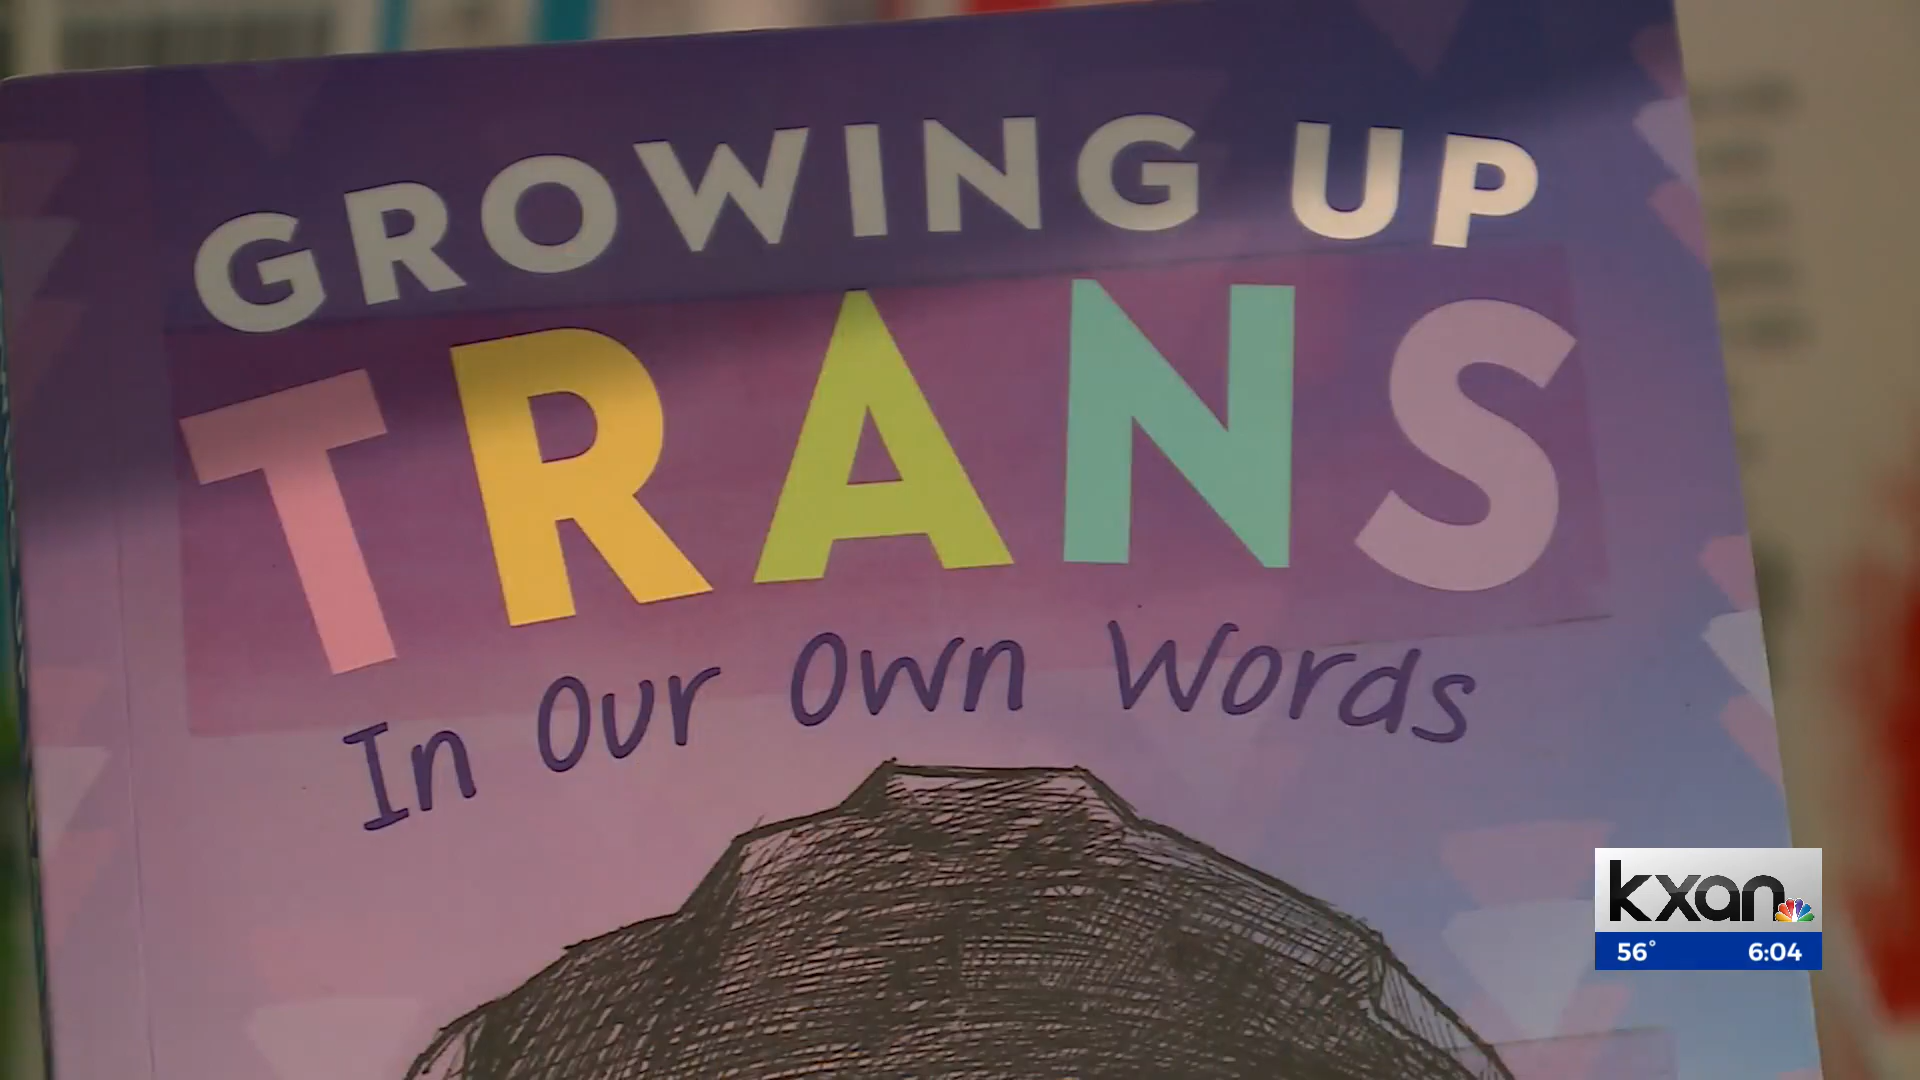 GROWING UP
TRANS
In Our Own Words
kxan
56° 6:04